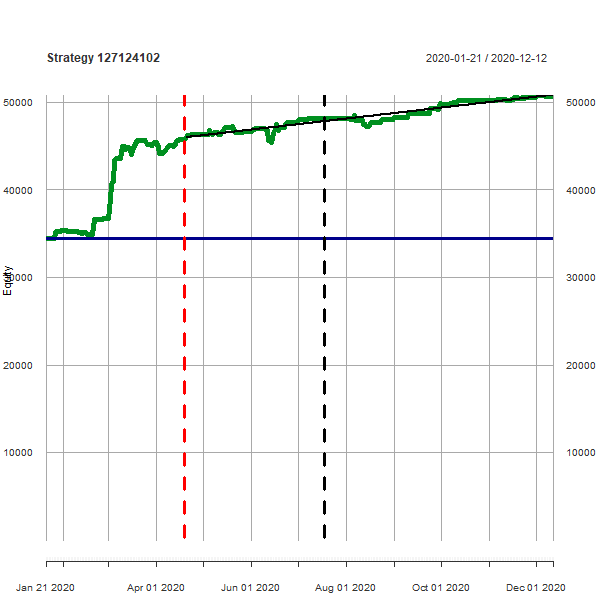 Strategy 127124102
2020-01-21 / 2020-12-12
50000
50000
40000
40000
Equity
30000
30000
20000
20000
10000
10000
Jan 21 2020
Apr 01 2020
Jun 01 2020
Aug 01 2020
Oct 01 2020
Dec 01 2020